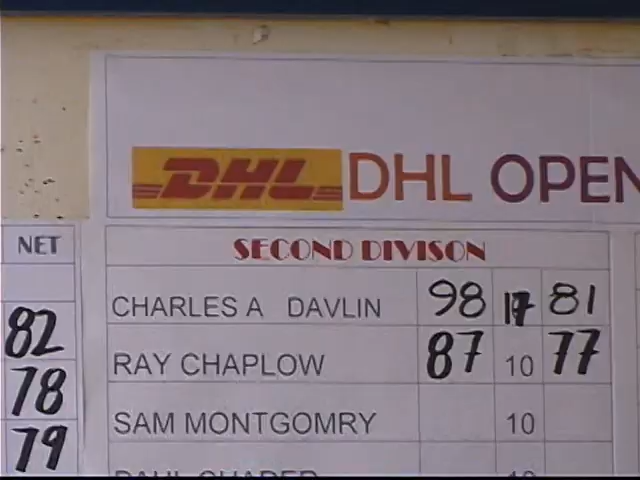 DHL DHL OPEN
NET
SECOND DIVISON
CHARLES A DAVLIN 98 17 81
82
RAY CHAPLOW 87 10 77
78
SAM MONTGOMRY 10
79